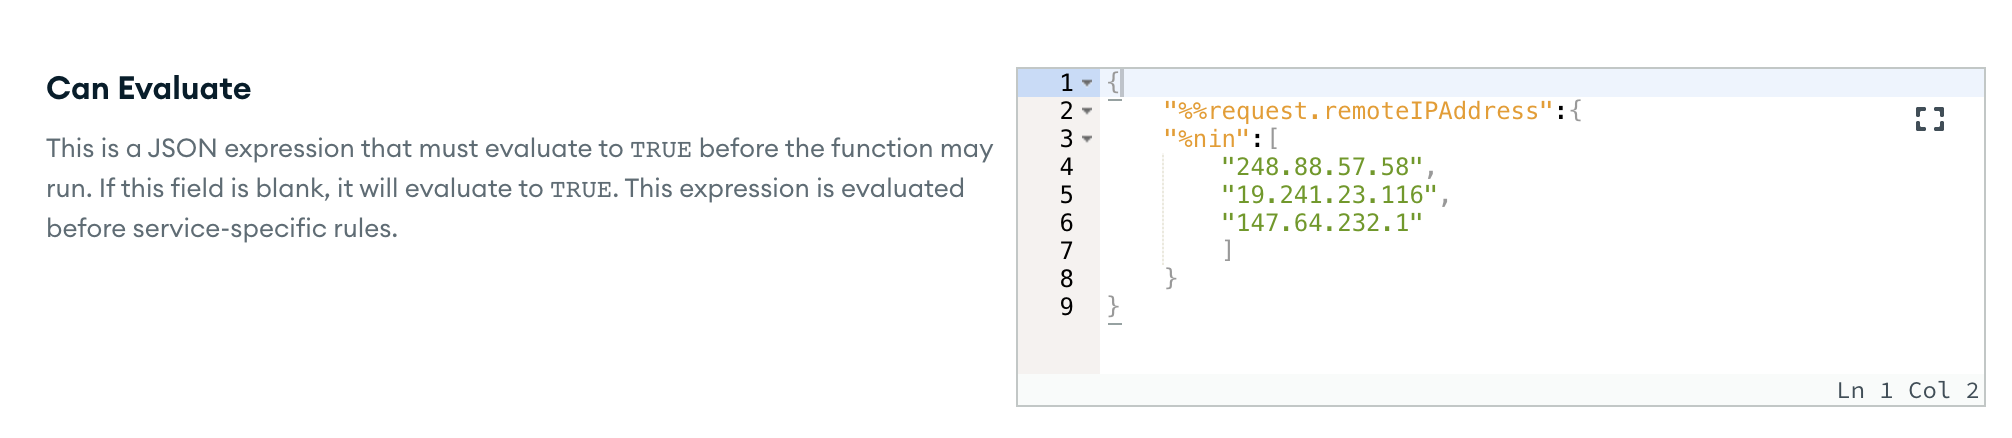 Can Evaluate
This is a JSON expression that must evaluate to TRUE before the function may
run. If this field is blank, it will evaluate to TRUE. This expression is evaluated
before service-specific rules.
1 {
2 "%%request.remoteIPAddress":{
3 "%nin":[
4 "248.88.57.58",
5 "19.241.23.116",
6 "147.64.232.1"
7 ]
8 }
9 }
Ln 1 Col 2